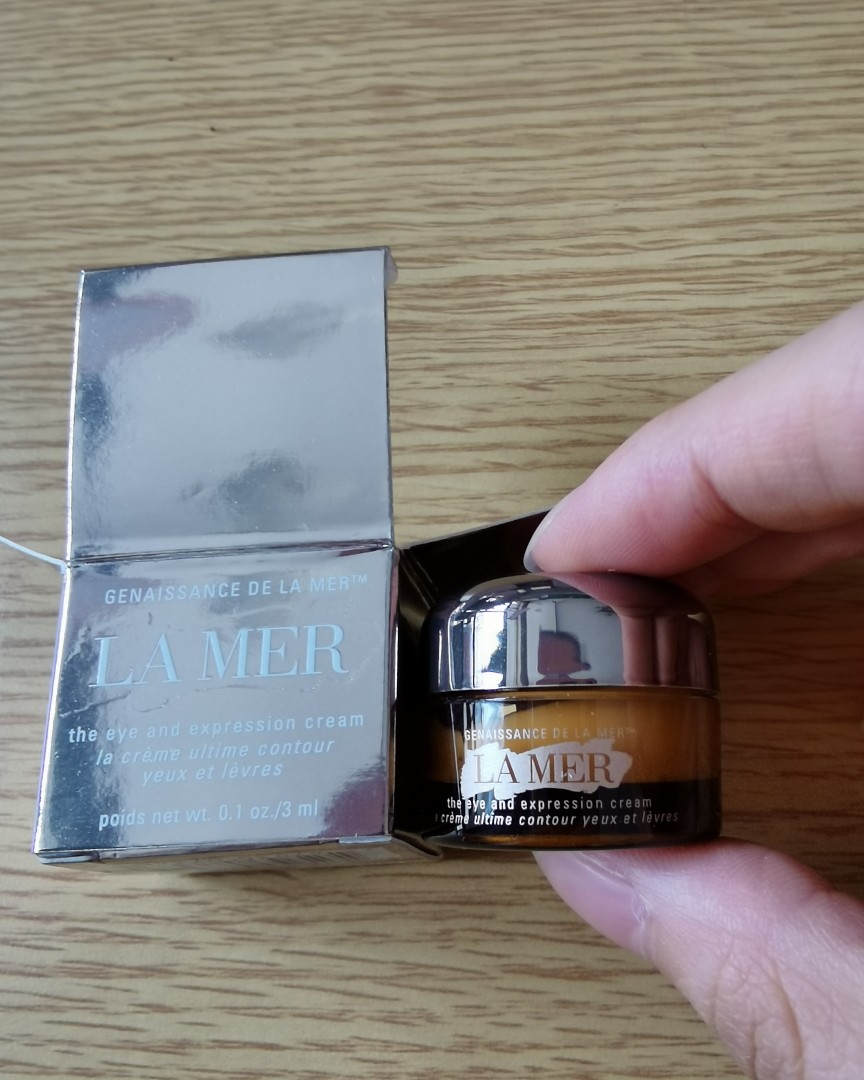 GENAISSANCE DE LA MER™
LA MER
the eye and expression cream
la crème ultime contour
yeux et lèvres
poids net wt. 0.1 oz./3 ml
GENAISSANCE DE LA MER™
LA MER
the eye and expression cream
crème ultime contour yeux et lèvres